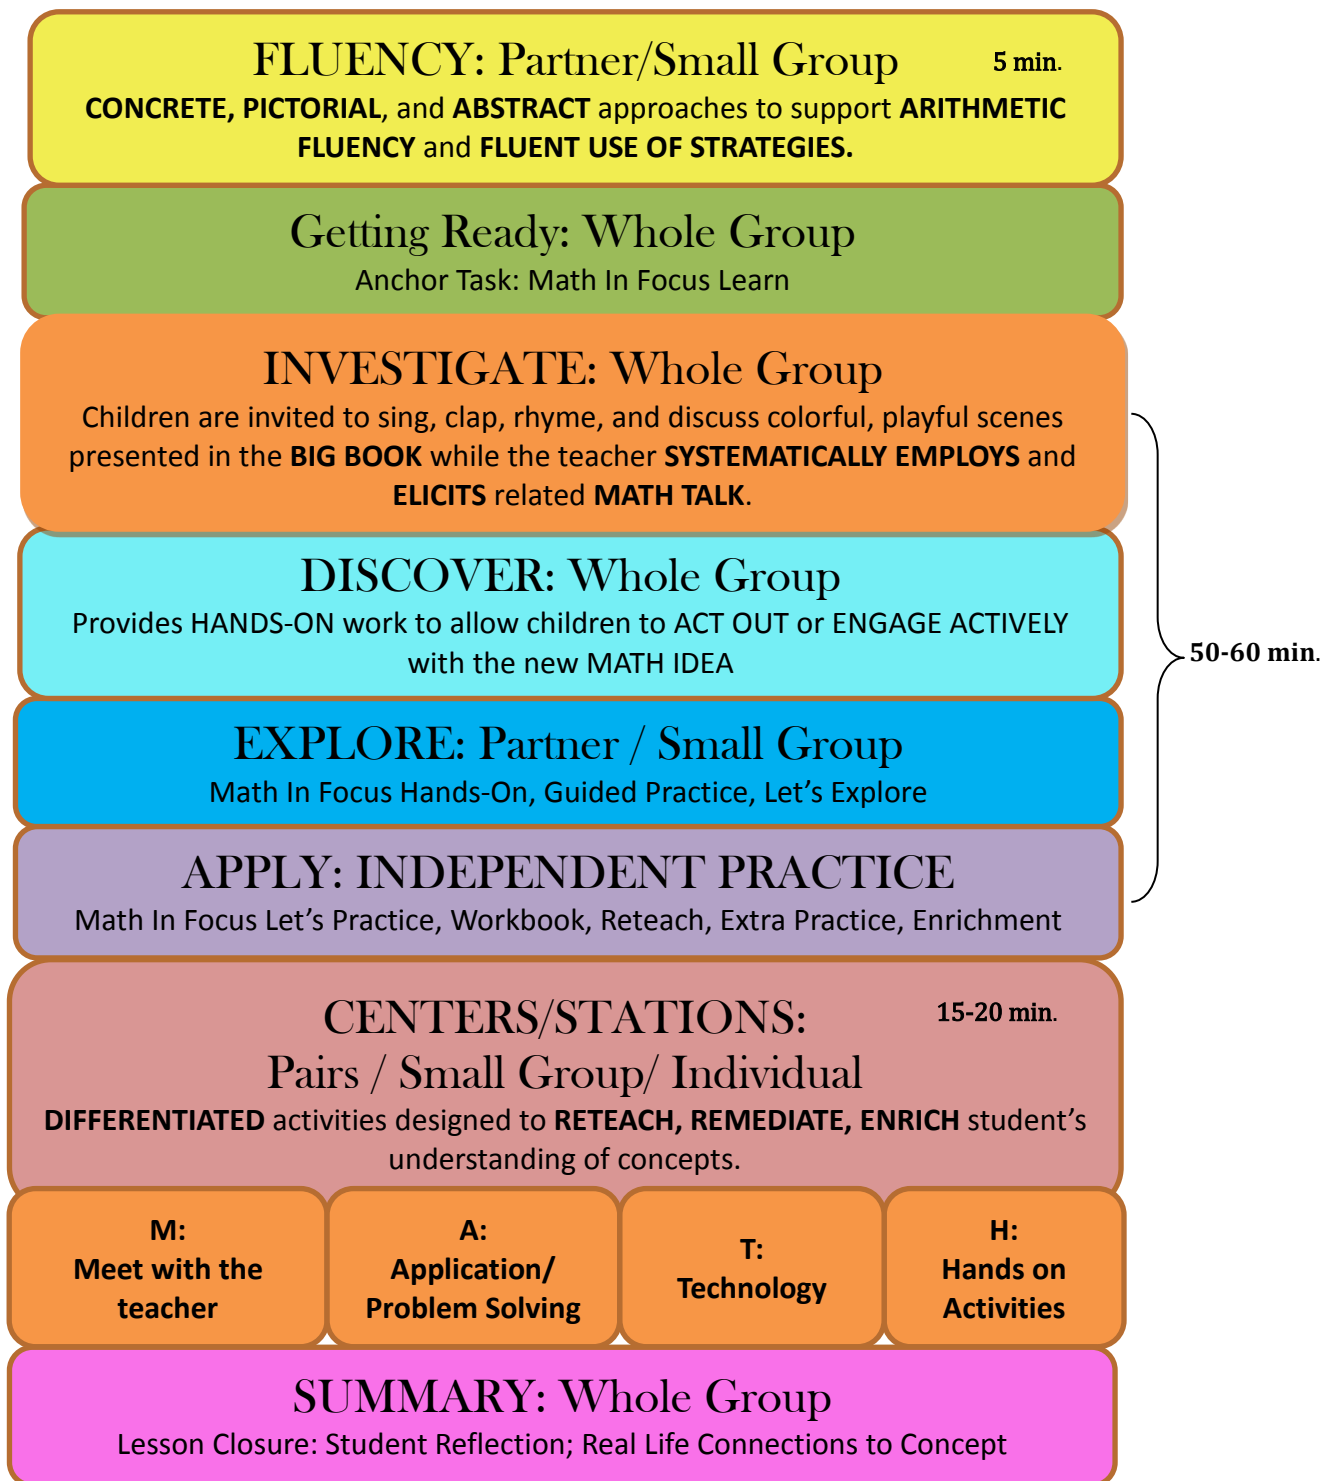 FLUENCY: Partner/Small Group 5 min.
CONCRETE, PICTORIAL, and ABSTRACT approaches to support ARITHMETIC
FLUENCY and FLUENT USE OF STRATEGIES.
Getting Ready: Whole Group
Anchor Task: Math In Focus Learn
INVESTIGATE: Whole Group
Children are invited to sing, clap, rhyme, and discuss colorful, playful scenes
presented in the BIG BOOK while the teacher SYSTEMATICALLY EMPLOYS and
ELICITS related MATH TALK.
DISCOVER: Whole Group
Provides HANDS-ON work to allow children to ACT OUT or ENGAGE ACTIVELY
with the new MATH IDEA
50-60 min.
EXPLORE: Partner / Small Group
Math In Focus Hands-On, Guided Practice, Let's Explore
APPLY: INDEPENDENT PRACTICE
Math In Focus Let's Practice, Workbook, Reteach, Extra Practice, Enrichment
CENTERS/STATIONS: 15-20 min.
Pairs / Small Group/ Individual
DIFFERENTIATED activities designed to RETEACH, REMEDIATE, ENRICH student's
understanding of concepts.
M:
Meet with the
teacher
A:
Application/
Problem Solving
T:
Technology
H:
Hands on
Activities
SUMMARY: Whole Group
Lesson Closure: Student Reflection; Real Life Connections to Concept